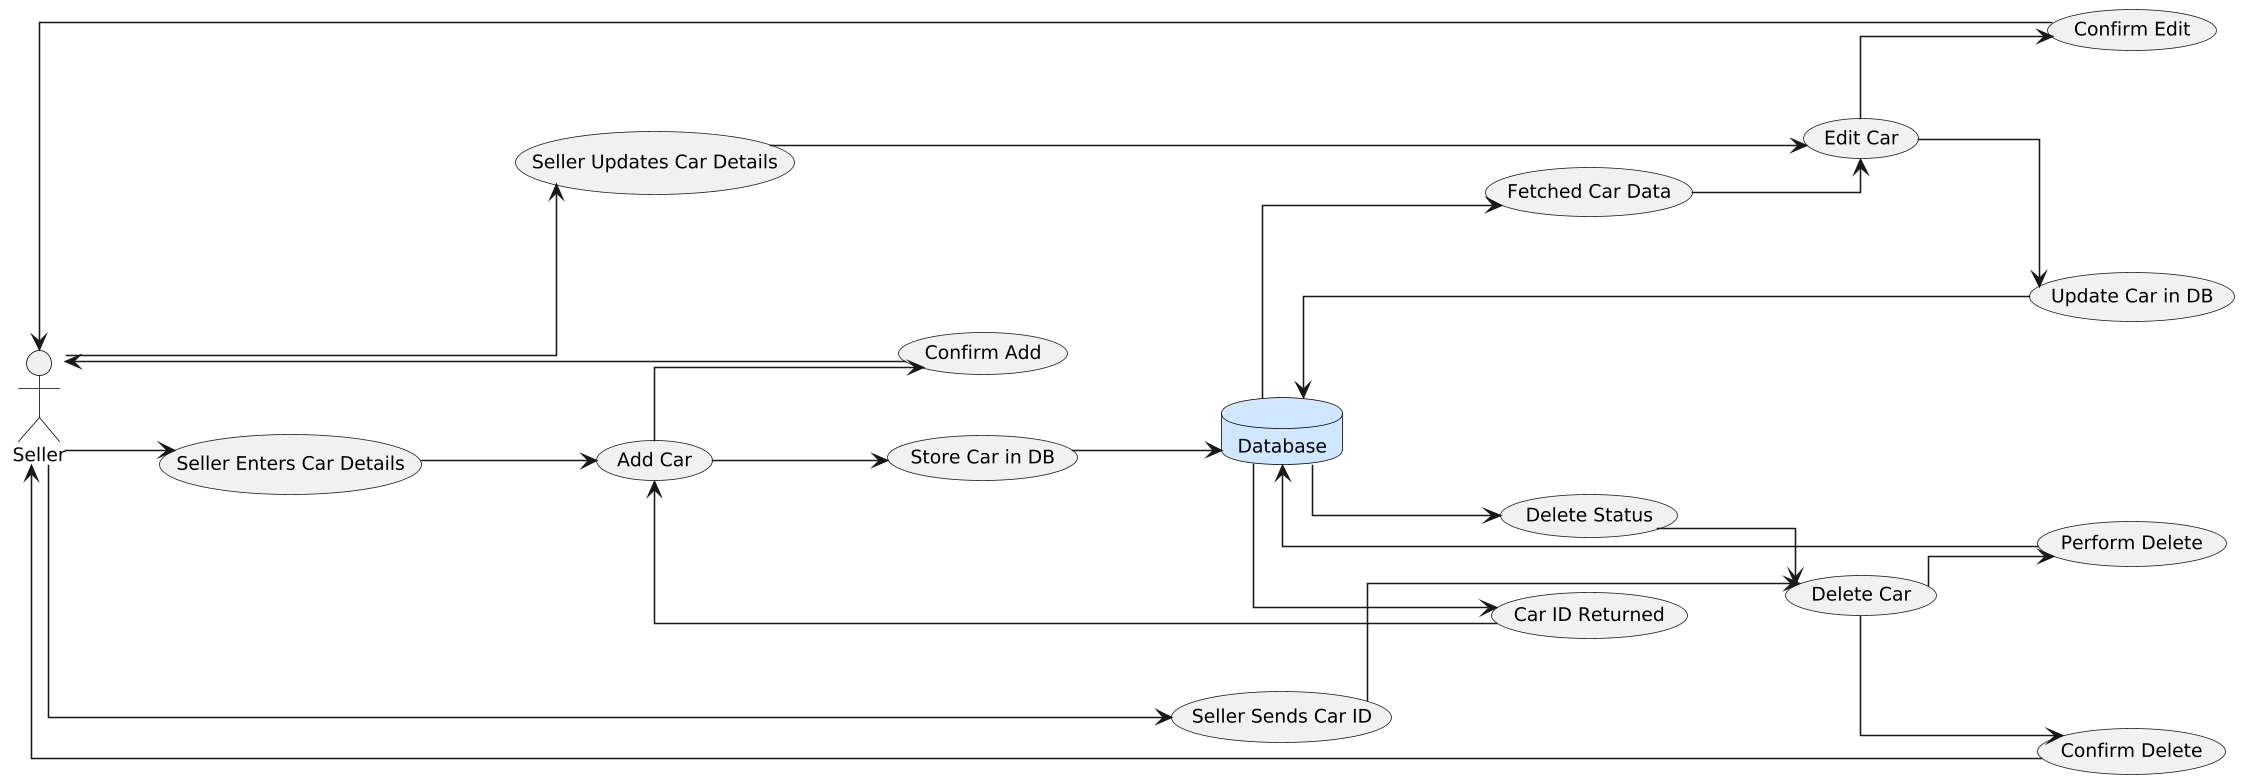 Confirm Edit
Edit Car
Seller Updates Car Details
Fetched Car Data
Update Car in DB
Confirm Add
Database
Seller
Seller Enters Car Details
Add Car
Store Car in DB
Delete Status
Perform Delete
Delete Car
Car ID Returned
Seller Sends Car ID
Confirm Delete